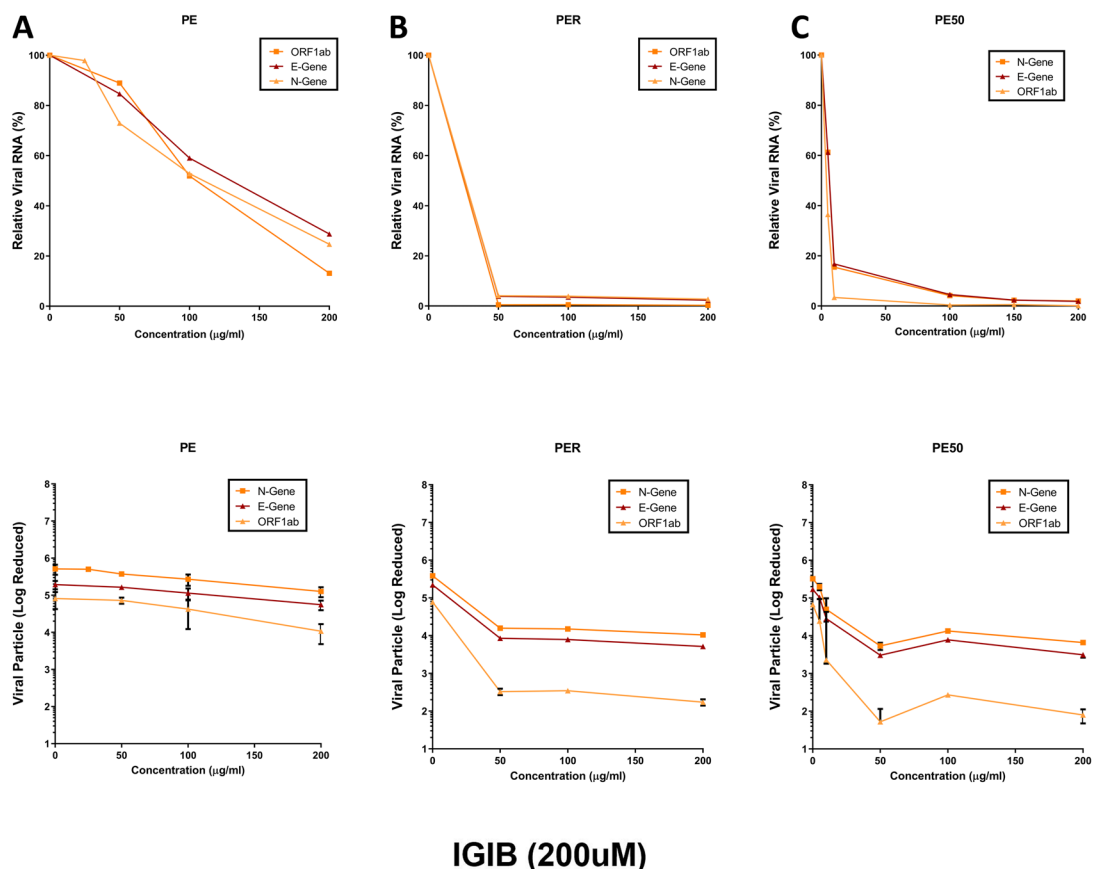 A
PE
ORF1ab
E-Gene
N-Gene
Relative Viral RNA (%)
100
80
60
40
20
0
0 50 100 150 200
Concentration (µg/ml)
B
PER
ORF1ab
E-Gene
N-Gene
Relative Viral RNA (%)
100
80
60
40
20
0
0 50 100 150 200
Concentration (µg/ml)
C
PE50
N-Gene
E-Gene
ORF1ab
Relative Viral RNA (%)
100
80
60
40
20
0
0 50 100 150 200
Concentration (µg/ml)
PE
N-Gene
E-Gene
ORF1ab
Viral Particle (Log Reduced)
8
7
6
5
4
3
2
1
0 50 100 150 200
Concentration (µg/ml)
PER
N-Gene
E-Gene
ORF1ab
Viral Particle (Log Reduced)
8
7
6
5
4
3
2
1
0 50 100 150 200
Concentration (µg/ml)
PE50
N-Gene
E-Gene
ORF1ab
Viral Particle (Log Reduced)
8
7
6
5
4
3
2
1
0 50 100 150 200
Concentration (µg/ml)
IGIB (200uM)